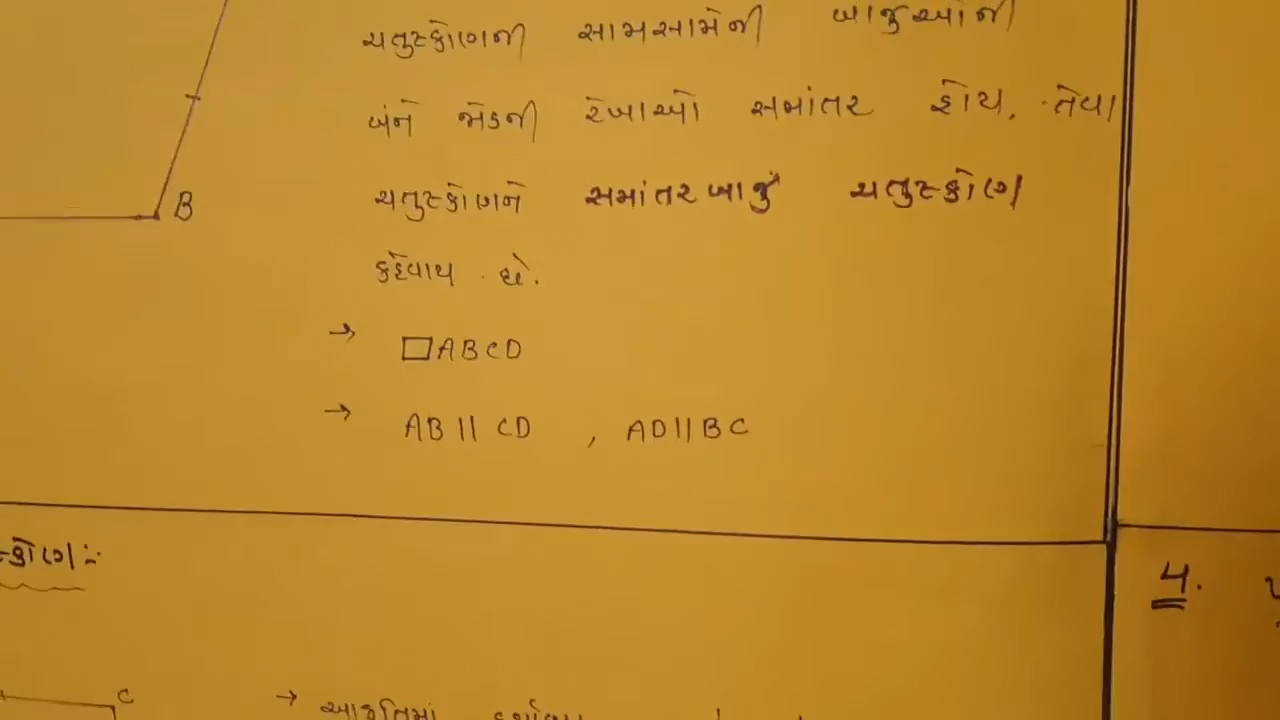 ચતુષ્કોણની સામસામેની બાજુઓની
બંને જોડની રેખાઓ સમાંતર હોય, તેવા
ચતુષ્કોણને સમાંતરબાજું ચતુષ્કોણ
કહેવાય છે.
B
→ □ABCD
→ AB || CD , AD || BC
ષ્કોણ :-
4.
C
→ આકૃતિમાં